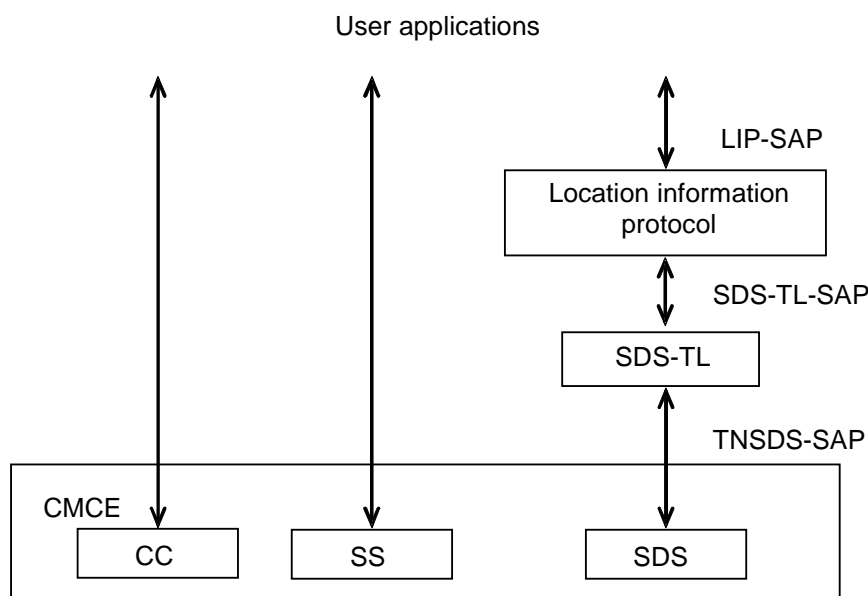 User applications
LIP-SAP
Location information
protocol
SDS-TL-SAP
SDS-TL
TNSDS-SAP
CMCE
CC
SS
SDS